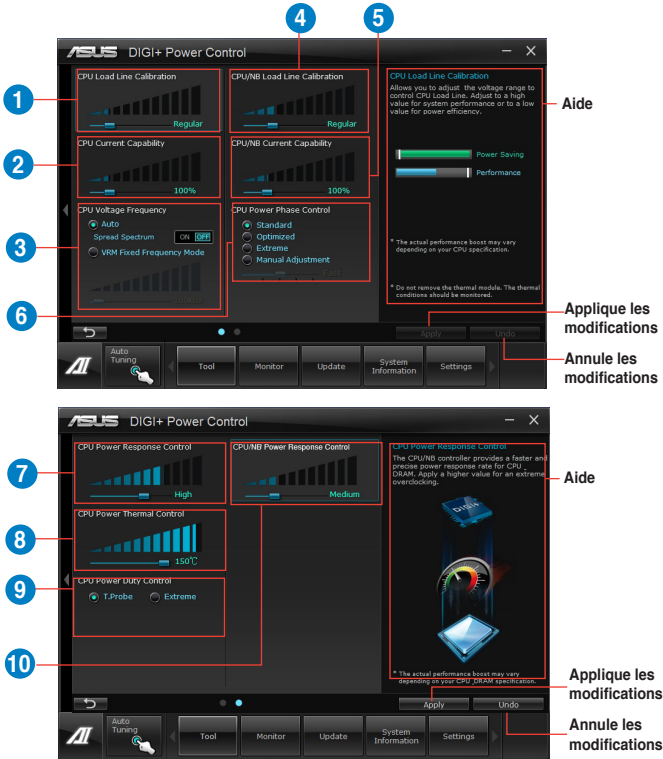 4
5
ASUS DIGI+ Power Control
1
CPU Load Line Calibration
Regular
CPU/NB Load Line Calibration
Regular
CPU Load Line Calibration
Allows you to adjust the voltage range to
control CPU Load Line. Adjust to a high
value for system performance or to a low
value for power efficiency.
Aide
2
CPU Current Capability
100%
CPU/NB Current Capability
100%
Power Saving
Performance
3
CPU Voltage Frequency
Auto
Spread Spectrum ON OFF
VRM Fixed Frequency Mode
6
CPU Power Phase Control
Standard
Optimized
Extreme
Manual Adjustment
Fast
* The actual performance boost may vary
depending on your CPU specification.
* Do not remove the thermal module. The thermal
conditions should be monitored.
Apply
Undo
Applique les
modifications
Annule les
modifications
Auto
Tuning
Tool
Monitor
Update
System
Information
Settings
ASUS DIGI+ Power Control
7
CPU Power Response Control
High
CPU/NB Power Response Control
Medium
CPU Power Response Control
The CPU/NB controller provides a faster and
precise power response rate for CPU _
DRAM. Apply a higher value for an extreme
overclocking.
Aide
DIGI+
8
CPU Power Thermal Control
150℃
9
CPU Power Duty Control
T.Probe
Extreme
10
* The actual performance boost may vary
depending on your CPU _DRAM specification.
Apply
Undo
Applique les
modifications
Annule les
modifications
Auto
Tuning
Tool
Monitor
Update
System
Information
Settings